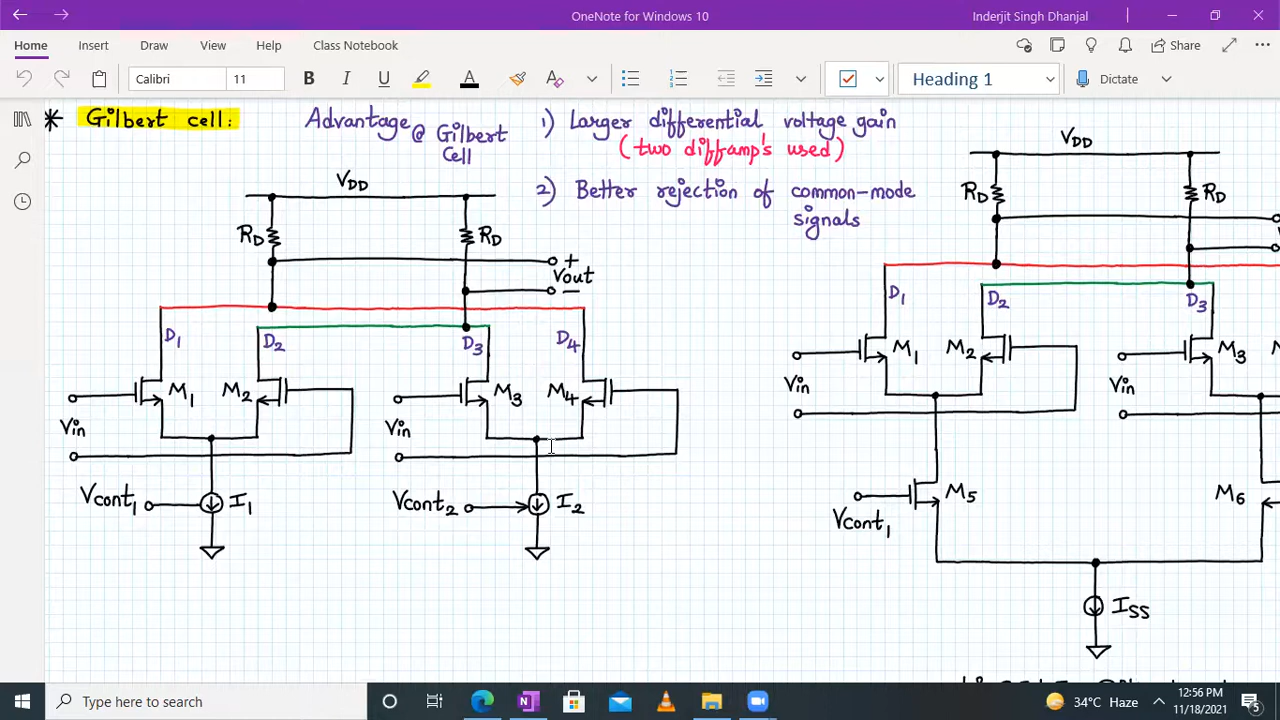 OneNote for Windows 10
Inderjit Singh Dhanjal
Home Insert Draw View Help Class Notebook
Share
Calibri 11 B I U A Heading 1 Dictate
* Gilbert cell:
Advantage @ Gilbert Cell
1) Larger differential voltage gain
(two diffamp's used)
2) Better rejection of common-mode signals
VDD
RD RD
+
Vout
−
D1 D2 D3 D4
M1 M2 M3 M4
Vin Vin
Vcont1 I1 Vcont2 I2
VDD
RD RD
D1 D2 D3
M1 M2 M3
Vin Vin
M5 M6
Vcont1
ISS
Type here to search
34°C Haze
12:56 PM
11/18/2021
5